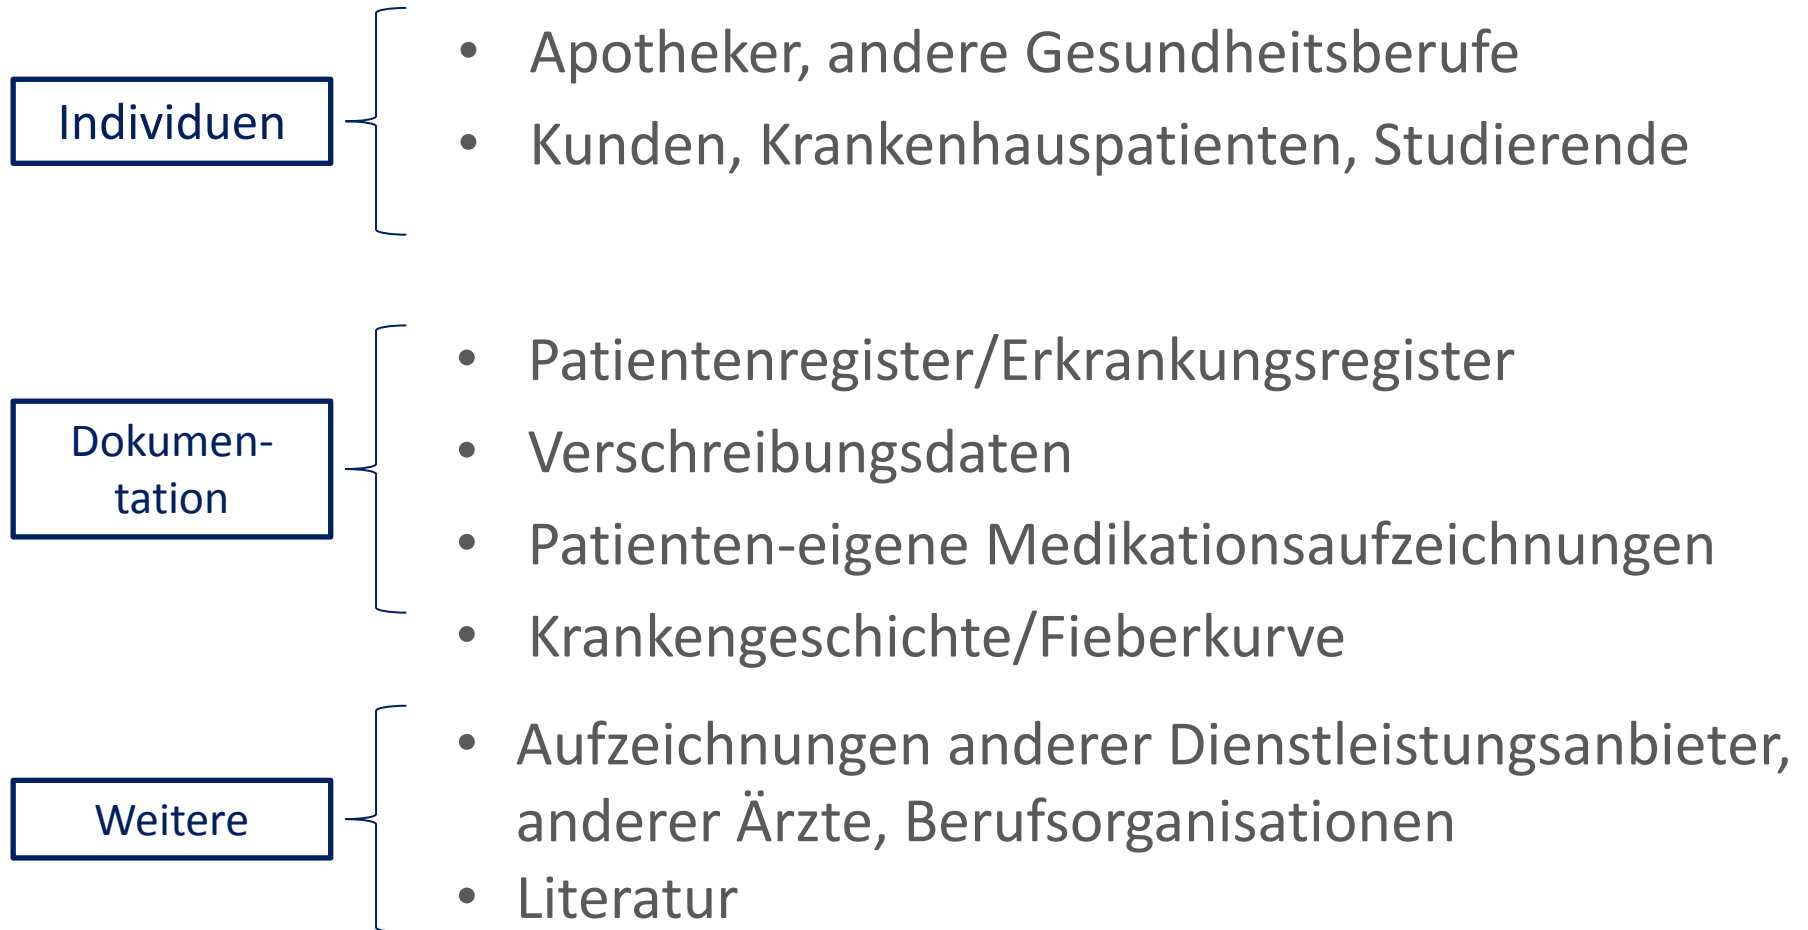 Individuen
• Apotheker, andere Gesundheitsberufe
• Kunden, Krankenhauspatienten, Studierende
Dokumen-
tation
• Patientenregister/Erkrankungsregister
• Verschreibungsdaten
• Patienten-eigene Medikationsaufzeichnungen
• Krankengeschichte/Fieberkurve
Weitere
• Aufzeichnungen anderer Dienstleistungsanbieter,
anderer Ärzte, Berufsorganisationen
• Literatur